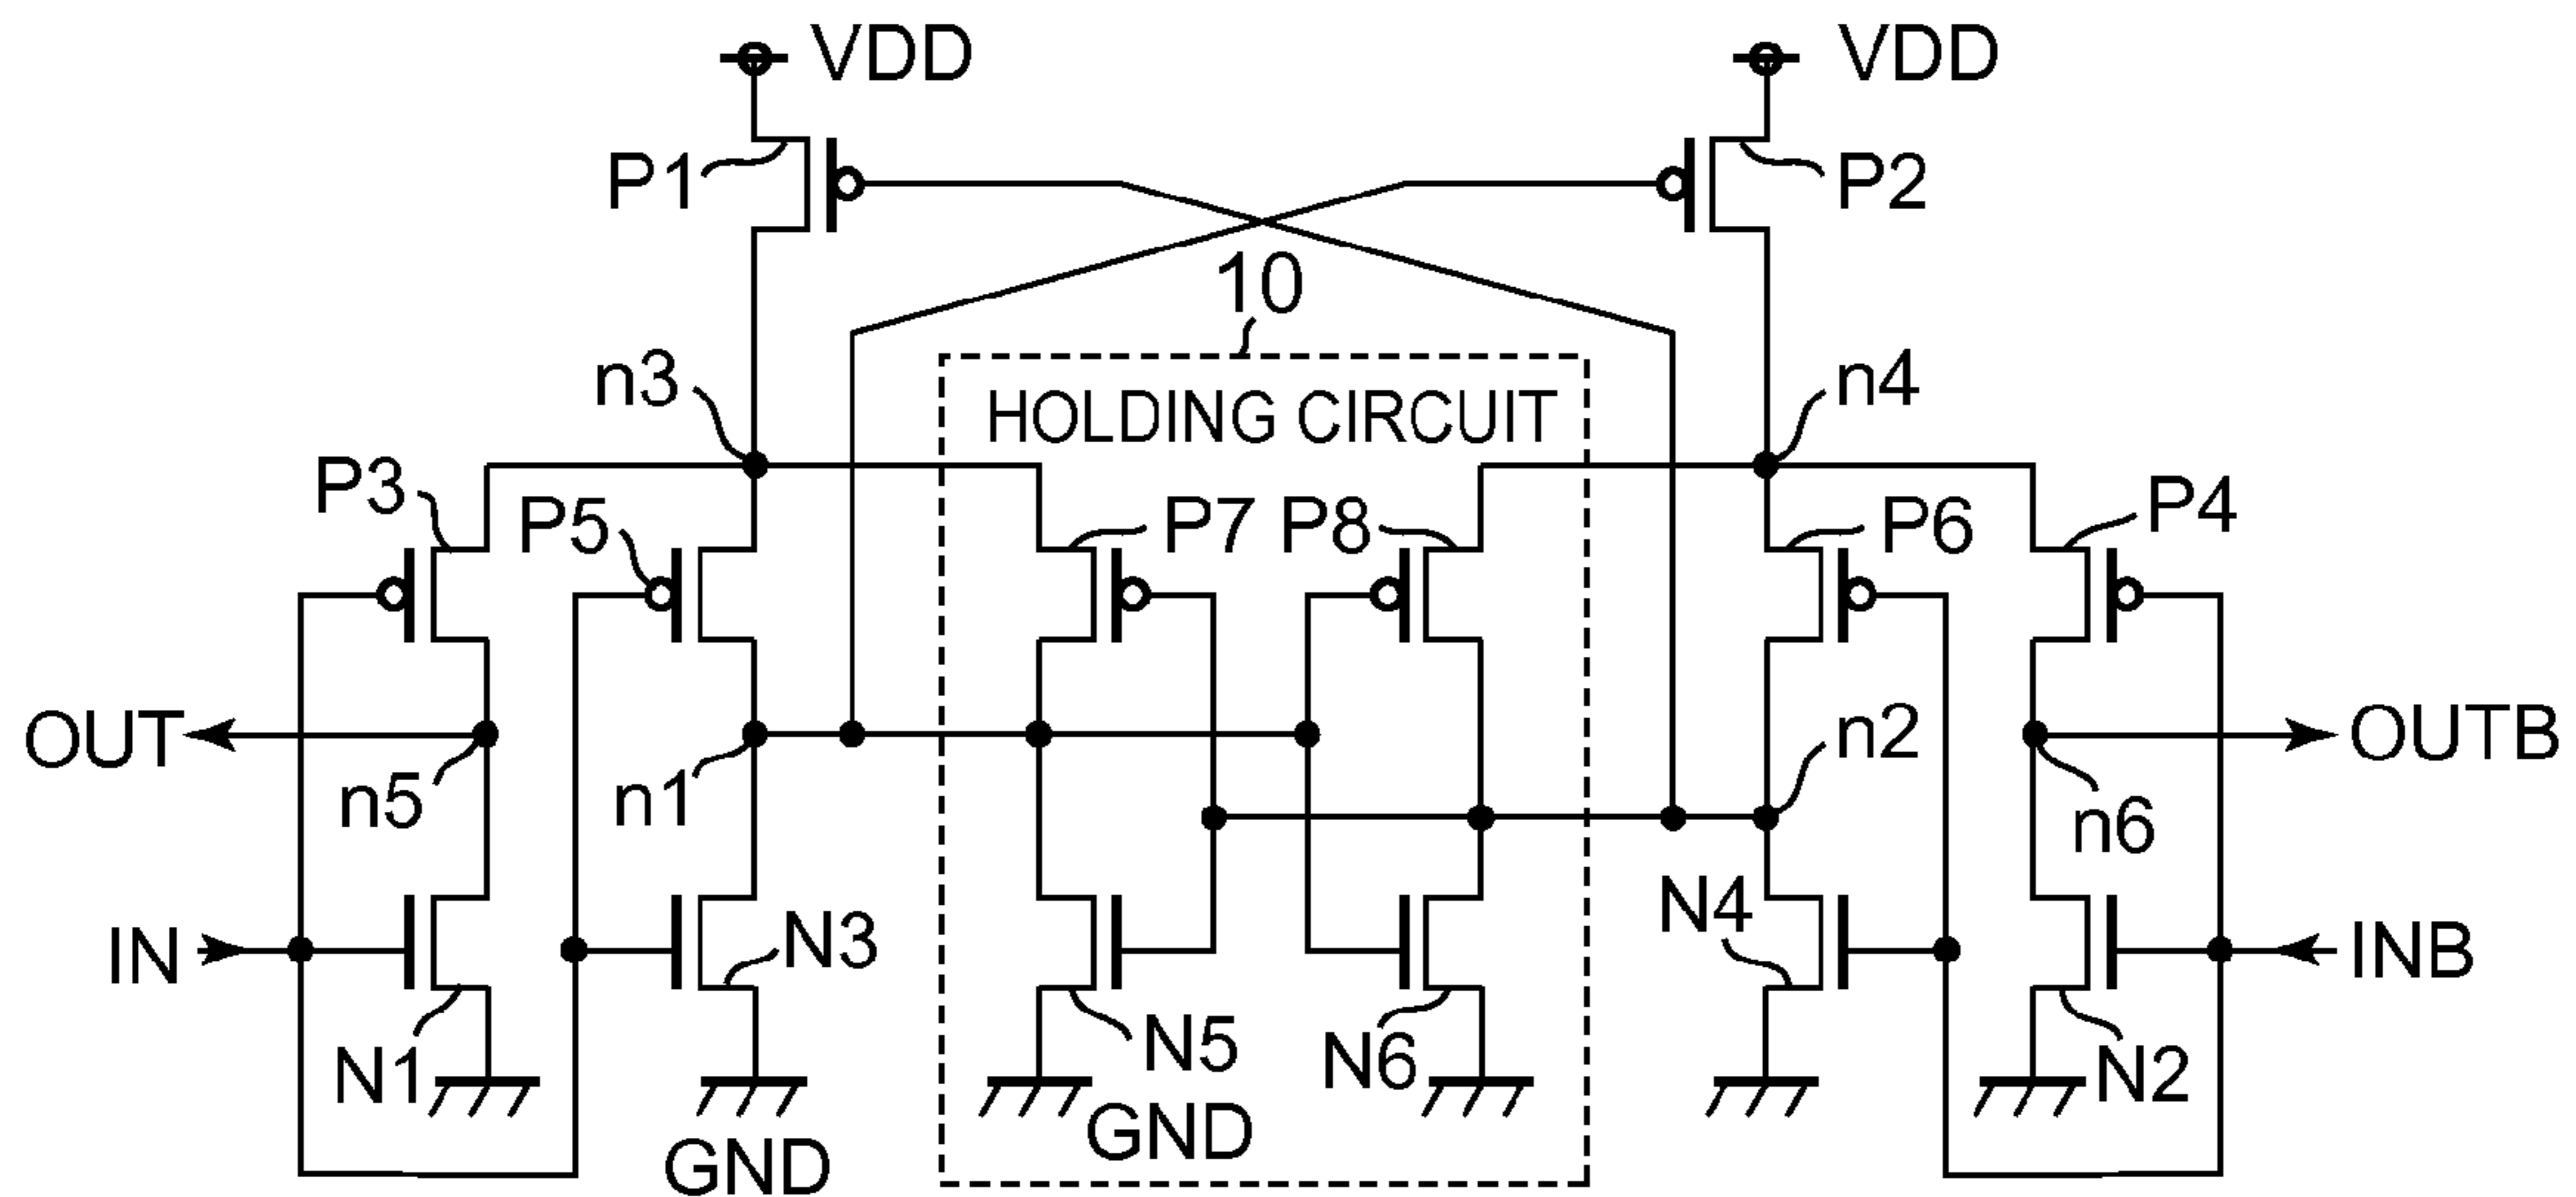 VDD VDD
P1 P2
10
n3 n4
HOLDING CIRCUIT
P3 P5 P7 P8 P6 P4
OUT n5 n1 n2 n6 OUTB
IN N3 N4 INB
N1 N5 N6 N2
GND GND